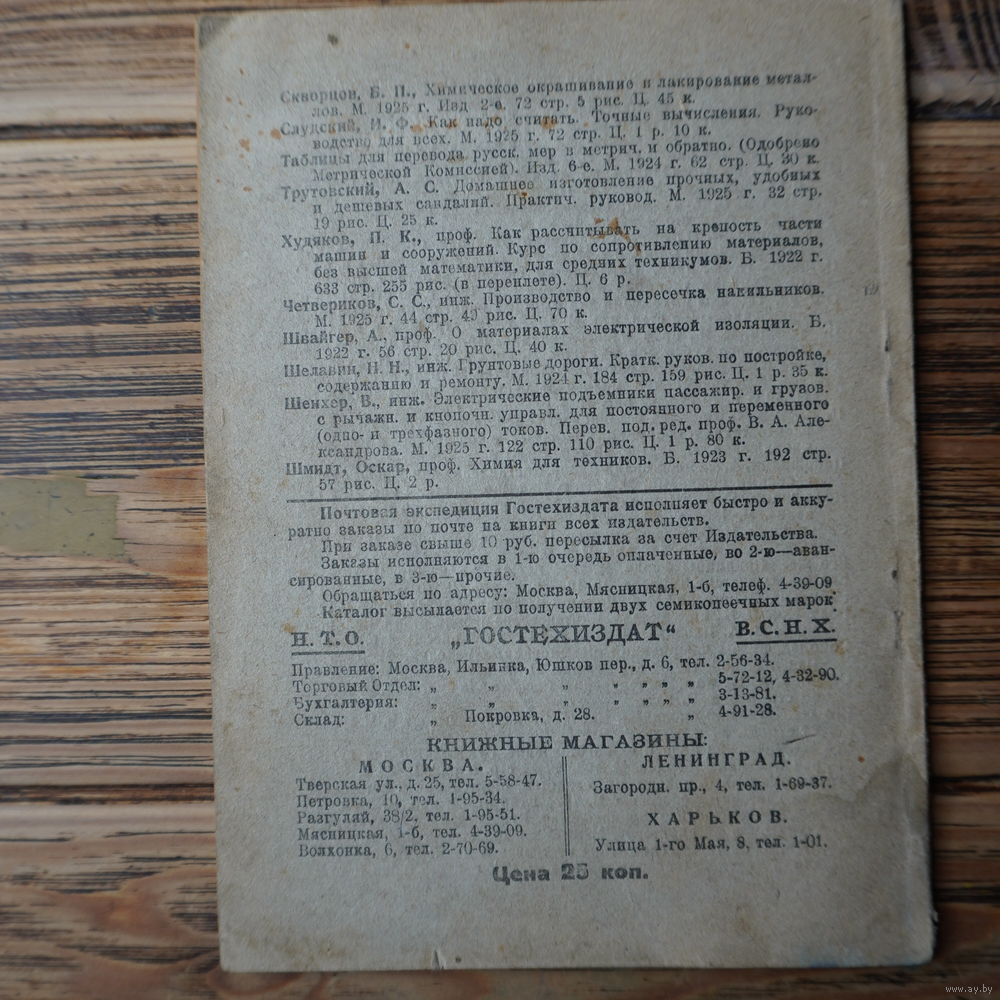 Скворцов, Б. П., Химическое окрашивание и лакирование метал-
лов. М. 1925 г. Изд 2-е. 72 стр. 5 рис. Ц. 45 к.
Слудский, И. Ф. Как надо считать. Точные вычисления. Руко-
водство для всех. М. 1925 г. 72 стр. Ц. 1 р. 10 к.
Таблицы для перевода русск. мер в метрич. и обратно. (Одобрено
Метрической Комиссией). Изд. 6-е. М. 1924 г. 62 стр. Ц. 30 к.
Трутовский, А. С. Домашнее изготовление прочных, удобных
и дешевых сандалий. Практич. руковод. М. 1925 г. 32 стр.
19 рис. Ц. 25 к.
Худяков, П. К., проф. Как рассчитывать на крепость части
машин и сооружений. Курс по сопротивлению материалов,
без высшей математики, для средних техникумов. Б. 1922 г.
633 стр. 255 рис. (в переплете). Ц. 6 р.
Четвериков, С. С., инж. Производство и пересечка напильников.
М. 1925 г. 44 стр. 49 рис. Ц. 70 к.
Швайгер, А., проф. О материалах электрической изоляции. Б.
1922 г. 56 стр. 20 рис. Ц. 40 к.
Шелавин, Н. Н., инж. Грунтовые дороги. Кратк. руков. по постройке,
содержанию и ремонту. М. 1924 г. 184 стр. 159 рис. Ц. 1 р. 35 к.
Шенхер, В., инж. Электрические подъемники пассажир. и грузов.
с рычажн. и кнопочн. управл. для постоянного и переменного
(одно- и трехфазного) токов. Перев. под. ред. проф. В. А. Але-
ксандрова. М. 1925 г. 122 стр. 110 рис. Ц. 1 р. 80 к.
Шмидт, Оскар, проф. Химия для техников. Б. 1923 г. 192 стр.
57 рис. Ц. 2 р.
Почтовая экспедиция Гостехиздата исполняет быстро и акку-
ратно заказы по почте на книги всех издательств.
При заказе свыше 10 руб. пересылка за счет Издательства.
Заказы исполняются в 1-ю очередь оплаченные, во 2-ю—аван-
сированные, в 3-ю—прочие.
Обращаться по адресу: Москва, Мясницкая, 1-б, телеф. 4-39-09.
Каталог высылается по получении двух семикопеечных марок.
Н. Т. О. „ГОСТЕХИЗДАТ“ В. С. Н. Х.
Правление: Москва, Ильинка, Юшков пер., д. 6, тел. 2-56-34.
Торговый Отдел: „ „ „ „ „ „ „ 5-72-12, 4-32-90.
Бухгалтерия: „ „ „ „ „ „ „ 3-13-81.
Склад: „ Покровка, д. 28. „ 4-91-28.
КНИЖНЫЕ МАГАЗИНЫ:
МОСКВА.
Тверская ул., д. 25, тел. 5-58-47.
Петровка, 10, тел. 1-95-34.
Разгуляй, 38/2, тел. 1-95-51.
Мясницкая, 1-б, тел. 4-39-09.
Волхонка, 6, тел. 2-70-69.
ЛЕНИНГРАД.
Загородн. пр., 4, тел. 1-69-37.
ХАРЬКОВ.
Улица 1-го Мая, 8, тел. 1-01.
Цена 25 коп.
www.ay.by